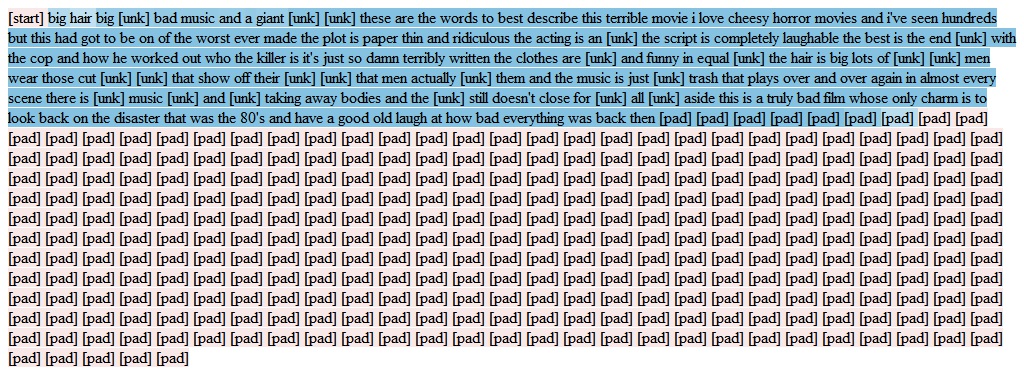 [start] big hair big [unk] bad music and a giant [unk] [unk] these are the words to best describe this terrible movie i love cheesy horror movies and i've seen hundreds
but this had got to be on of the worst ever made the plot is paper thin and ridiculous the acting is an [unk] the script is completely laughable the best is the end [unk] with
the cop and how he worked out who the killer is it's just so damn terribly written the clothes are [unk] and funny in equal [unk] the hair is big lots of [unk] [unk] men
wear those cut [unk] [unk] that show off their [unk] [unk] that men actually [unk] them and the music is just [unk] trash that plays over and over again in almost every
scene there is [unk] music [unk] and [unk] taking away bodies and the [unk] still doesn't close for [unk] all [unk] aside this is a truly bad film whose only charm is to
look back on the disaster that was the 80's and have a good old laugh at how bad everything was back then [pad] [pad] [pad] [pad] [pad] [pad] [pad] [pad] [pad]
[pad] [pad] [pad] [pad] [pad] [pad] [pad] [pad] [pad] [pad] [pad] [pad] [pad] [pad] [pad] [pad] [pad] [pad] [pad] [pad] [pad] [pad] [pad] [pad] [pad] [pad] [pad]
[pad] [pad] [pad] [pad] [pad] [pad] [pad] [pad] [pad] [pad] [pad] [pad] [pad] [pad] [pad] [pad] [pad] [pad] [pad] [pad] [pad] [pad] [pad] [pad] [pad] [pad] [pad]
[pad] [pad] [pad] [pad] [pad] [pad] [pad] [pad] [pad] [pad] [pad] [pad] [pad] [pad] [pad] [pad] [pad] [pad] [pad] [pad] [pad] [pad] [pad] [pad] [pad] [pad] [pad]
[pad] [pad] [pad] [pad] [pad] [pad] [pad] [pad] [pad] [pad] [pad] [pad] [pad] [pad] [pad] [pad] [pad] [pad] [pad] [pad] [pad] [pad] [pad] [pad] [pad] [pad] [pad]
[pad] [pad] [pad] [pad] [pad] [pad] [pad] [pad] [pad] [pad] [pad] [pad] [pad] [pad] [pad] [pad] [pad] [pad] [pad] [pad] [pad] [pad] [pad] [pad] [pad] [pad] [pad]
[pad] [pad] [pad] [pad] [pad] [pad] [pad] [pad] [pad] [pad] [pad] [pad] [pad] [pad] [pad] [pad] [pad] [pad] [pad] [pad] [pad] [pad] [pad] [pad] [pad] [pad] [pad]
[pad] [pad] [pad] [pad] [pad] [pad] [pad] [pad] [pad] [pad] [pad] [pad] [pad] [pad] [pad] [pad] [pad] [pad] [pad] [pad] [pad] [pad] [pad] [pad] [pad] [pad] [pad]
[pad] [pad] [pad] [pad] [pad] [pad] [pad] [pad] [pad] [pad] [pad] [pad] [pad] [pad] [pad] [pad] [pad] [pad] [pad] [pad] [pad] [pad] [pad] [pad] [pad] [pad] [pad]
[pad] [pad] [pad] [pad] [pad] [pad] [pad] [pad] [pad] [pad] [pad] [pad] [pad] [pad] [pad] [pad] [pad] [pad] [pad] [pad] [pad] [pad] [pad] [pad] [pad] [pad] [pad]
[pad] [pad] [pad] [pad] [pad] [pad] [pad] [pad] [pad] [pad] [pad] [pad] [pad] [pad] [pad] [pad] [pad] [pad] [pad] [pad] [pad] [pad] [pad] [pad] [pad] [pad] [pad]
[pad] [pad] [pad] [pad] [pad] [pad] [pad] [pad] [pad] [pad] [pad] [pad] [pad] [pad] [pad] [pad] [pad] [pad] [pad] [pad] [pad] [pad] [pad] [pad] [pad] [pad] [pad]
[pad] [pad] [pad] [pad] [pad]